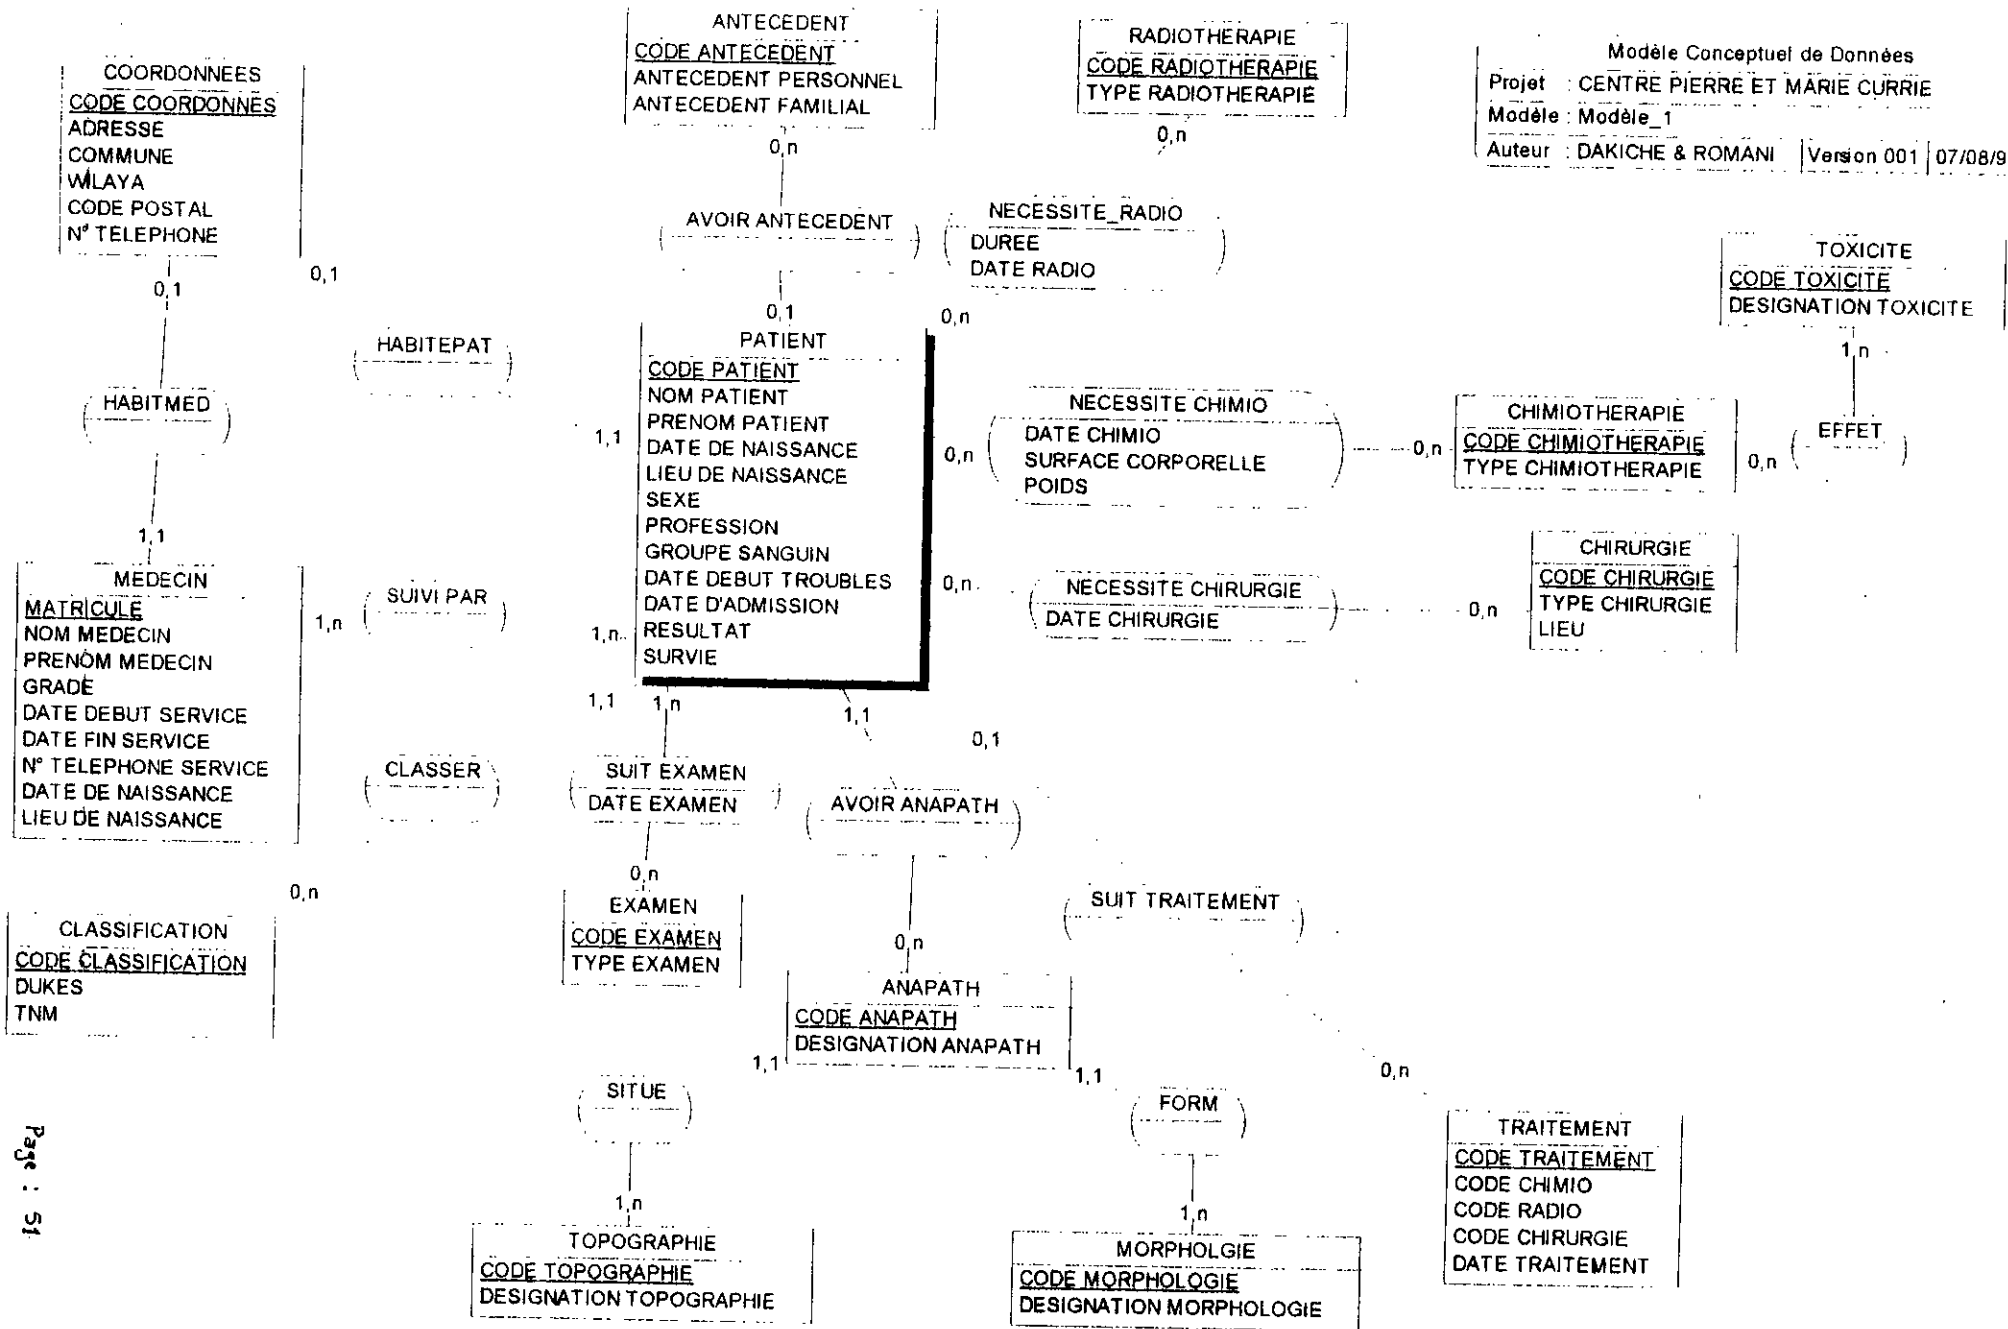 Modèle Conceptuel de Données
Projet : CENTRE PIERRE ET MARIE CURRIE
Modèle : Modèle_1
Auteur : DAKICHE & ROMANI Version 001 07/08/9
COORDONNEES
CODE COORDONNES
ADRESSE
COMMUNE
WILAYA
CODE POSTAL
N° TELEPHONE
0,1
0,1
ANTECEDENT
CODE ANTECEDENT
ANTECEDENT PERSONNEL
ANTECEDENT FAMILIAL
0,n
AVOIR ANTECEDENT
0,1
RADIOTHERAPIE
CODE RADIOTHERAPIE
TYPE RADIOTHERAPIE
0,n
NECESSITE_RADIO
DUREE
DATE RADIO
0,n
TOXICITE
CODE TOXICITE
DESIGNATION TOXICITE
1,n
HABITEPAT
1,1
HABITMED
1,1
PATIENT
CODE PATIENT
NOM PATIENT
PRENOM PATIENT
DATE DE NAISSANCE
LIEU DE NAISSANCE
SEXE
PROFESSION
GROUPE SANGUIN
DATE DEBUT TROUBLES
DATE D'ADMISSION
RESULTAT
SURVIE
0,n
NECESSITE CHIMIO
DATE CHIMIO
SURFACE CORPORELLE
POIDS
0,n
CHIMIOTHERAPIE
CODE CHIMIOTHERAPIE
TYPE CHIMIOTHERAPIE
0,n
EFFET
0,n
NECESSITE CHIRURGIE
DATE CHIRURGIE
0,n
CHIRURGIE
CODE CHIRURGIE
TYPE CHIRURGIE
LIEU
MEDECIN
MATRICULE
NOM MEDECIN
PRENOM MEDECIN
GRADE
DATE DEBUT SERVICE
DATE FIN SERVICE
N° TELEPHONE SERVICE
DATE DE NAISSANCE
LIEU DE NAISSANCE
1,n
SUIVI PAR
1,n
1,1
1,n
1,1
0,1
CLASSER
0,n
SUIT EXAMEN
DATE EXAMEN
0,n
AVOIR ANAPATH
0,n
SUIT TRAITEMENT
0,n
CLASSIFICATION
CODE CLASSIFICATION
DUKES
TNM
EXAMEN
CODE EXAMEN
TYPE EXAMEN
ANAPATH
CODE ANAPATH
DESIGNATION ANAPATH
1,1
1,1
SITUE
1,n
FORM
1,n
TOPOGRAPHIE
CODE TOPOGRAPHIE
DESIGNATION TOPOGRAPHIE
MORPHOLGIE
CODE MORPHOLOGIE
DESIGNATION MORPHOLOGIE
TRAITEMENT
CODE TRAITEMENT
CODE CHIMIO
CODE RADIO
CODE CHIRURGIE
DATE TRAITEMENT
Page : 51